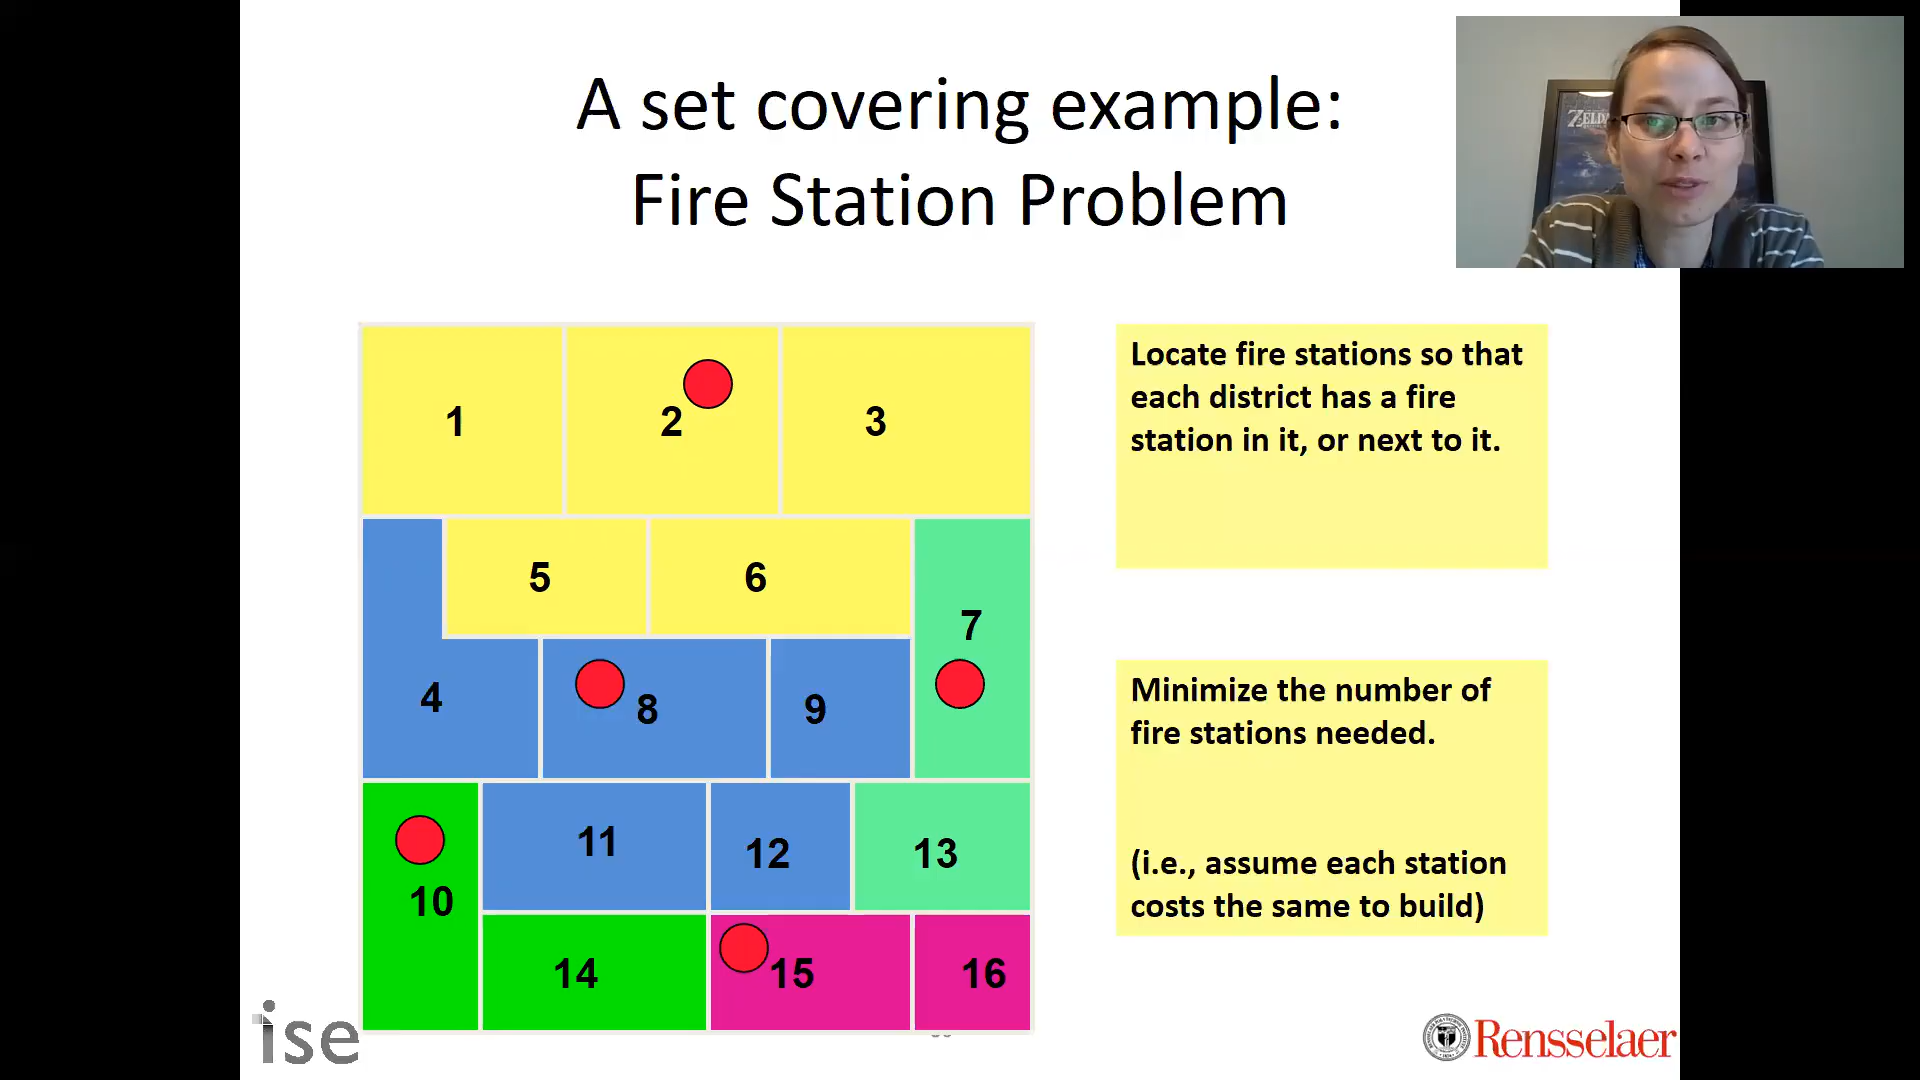 A set covering example:
Fire Station Problem
ZELDA
1
2
3
Locate fire stations so that
each district has a fire
station in it, or next to it.
5
6
7
4
8
9
Minimize the number of
fire stations needed.
(i.e., assume each station
costs the same to build)
10
11
12
13
14
15
16
ise
Rensselaer